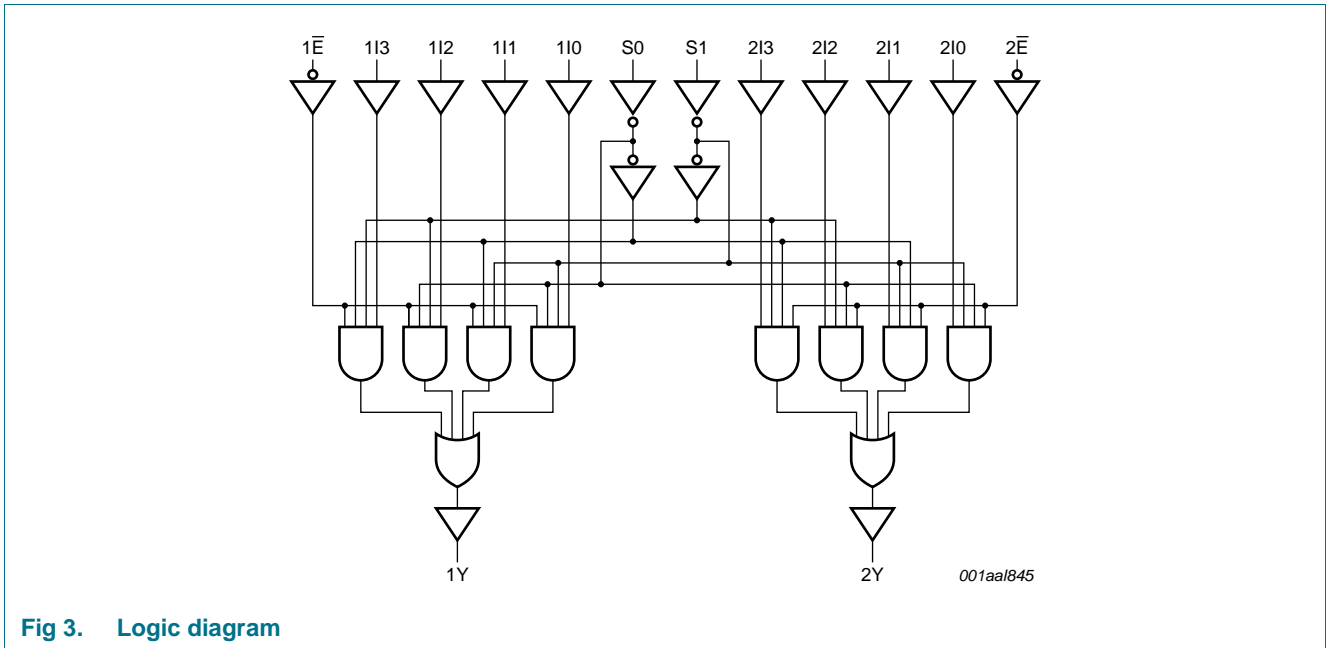 1E̅ 1I3 1I2 1I1 1I0 S0 S1 2I3 2I2 2I1 2I0 2E̅
1Y 2Y 001aal845
Fig 3. Logic diagram